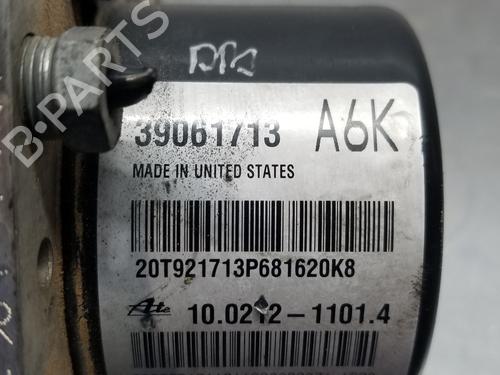 39061713 A6K
MADE IN UNITED STATES
20T921713P681620K8
Ate 10.0212-1101.4
B-PARTS